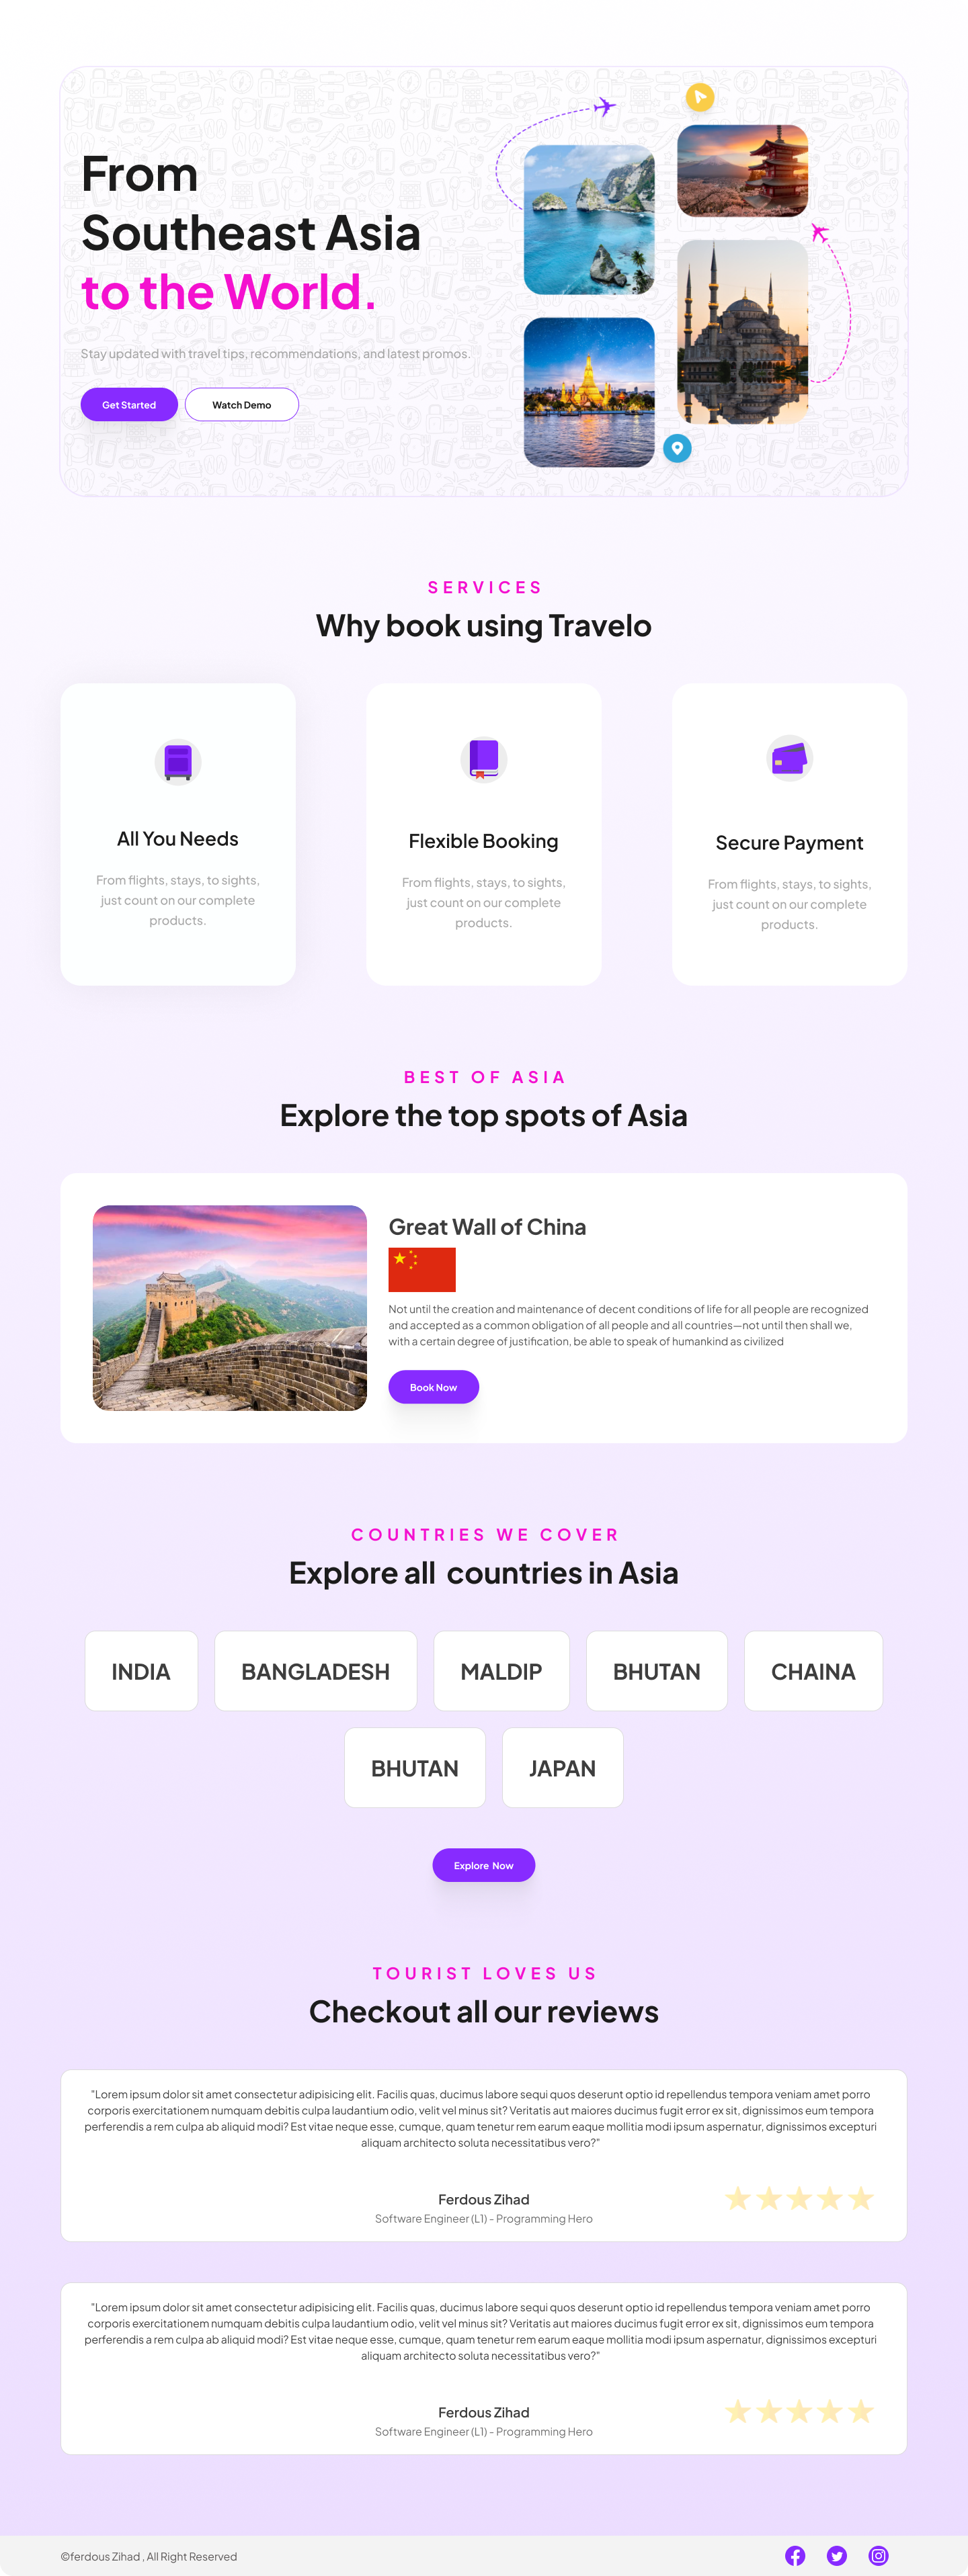 From
Southeast Asia
to the World.
Stay updated with travel tips, recommendations, and latest promos.
Get Started
Watch Demo
SERVICES
Why book using Travelo
All You Needs
From flights, stays, to sights,
just count on our complete
products.
Flexible Booking
From flights, stays, to sights,
just count on our complete
products.
Secure Payment
From flights, stays, to sights,
just count on our complete
products.
BEST OF ASIA
Explore the top spots of Asia
Great Wall of China
Not until the creation and maintenance of decent conditions of life for all people are recognized
and accepted as a common obligation of all people and all countries—not until then shall we,
with a certain degree of justification, be able to speak of humankind as civilized
Book Now
COUNTRIES WE COVER
Explore all countries in Asia
INDIA
BANGLADESH
MALDIP
BHUTAN
CHAINA
BHUTAN
JAPAN
Explore Now
TOURIST LOVES US
Checkout all our reviews
"Lorem ipsum dolor sit amet consectetur adipisicing elit. Facilis quas, ducimus labore sequi quos deserunt optio id repellendus tempora veniam amet porro
corporis exercitationem numquam debitis culpa laudantium odio, velit vel minus sit? Veritatis aut maiores ducimus fugit error ex sit, dignissimos eum tempora
perferendis a rem culpa ab aliquid modi? Est vitae neque esse, cumque, quam tenetur rem earum eaque mollitia modi ipsum aspernatur, dignissimos excepturi
aliquam architecto soluta necessitatibus vero?"
Ferdous Zihad
Software Engineer (L1) - Programming Hero
"Lorem ipsum dolor sit amet consectetur adipisicing elit. Facilis quas, ducimus labore sequi quos deserunt optio id repellendus tempora veniam amet porro
corporis exercitationem numquam debitis culpa laudantium odio, velit vel minus sit? Veritatis aut maiores ducimus fugit error ex sit, dignissimos eum tempora
perferendis a rem culpa ab aliquid modi? Est vitae neque esse, cumque, quam tenetur rem earum eaque mollitia modi ipsum aspernatur, dignissimos excepturi
aliquam architecto soluta necessitatibus vero?"
Ferdous Zihad
Software Engineer (L1) - Programming Hero
©ferdous Zihad , All Right Reserved